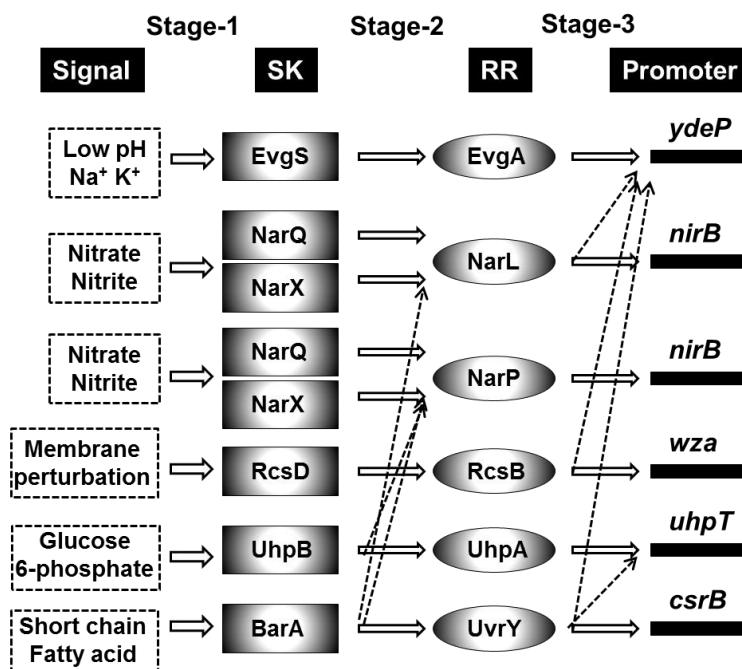 Stage-1 Stage-2 Stage-3
Signal SK RR Promoter
ydeP
Low pH
Na⁺ K⁺
EvgS EvgA
nirB
NarQ
Nitrate
Nitrite
NarX
NarL
nirB
NarQ
Nitrate
Nitrite
NarX
NarP
wza
Membrane
perturbation
RcsD RcsB
uhpT
Glucose
6-phosphate
UhpB UhpA
csrB
Short chain
Fatty acid
BarA UvrY